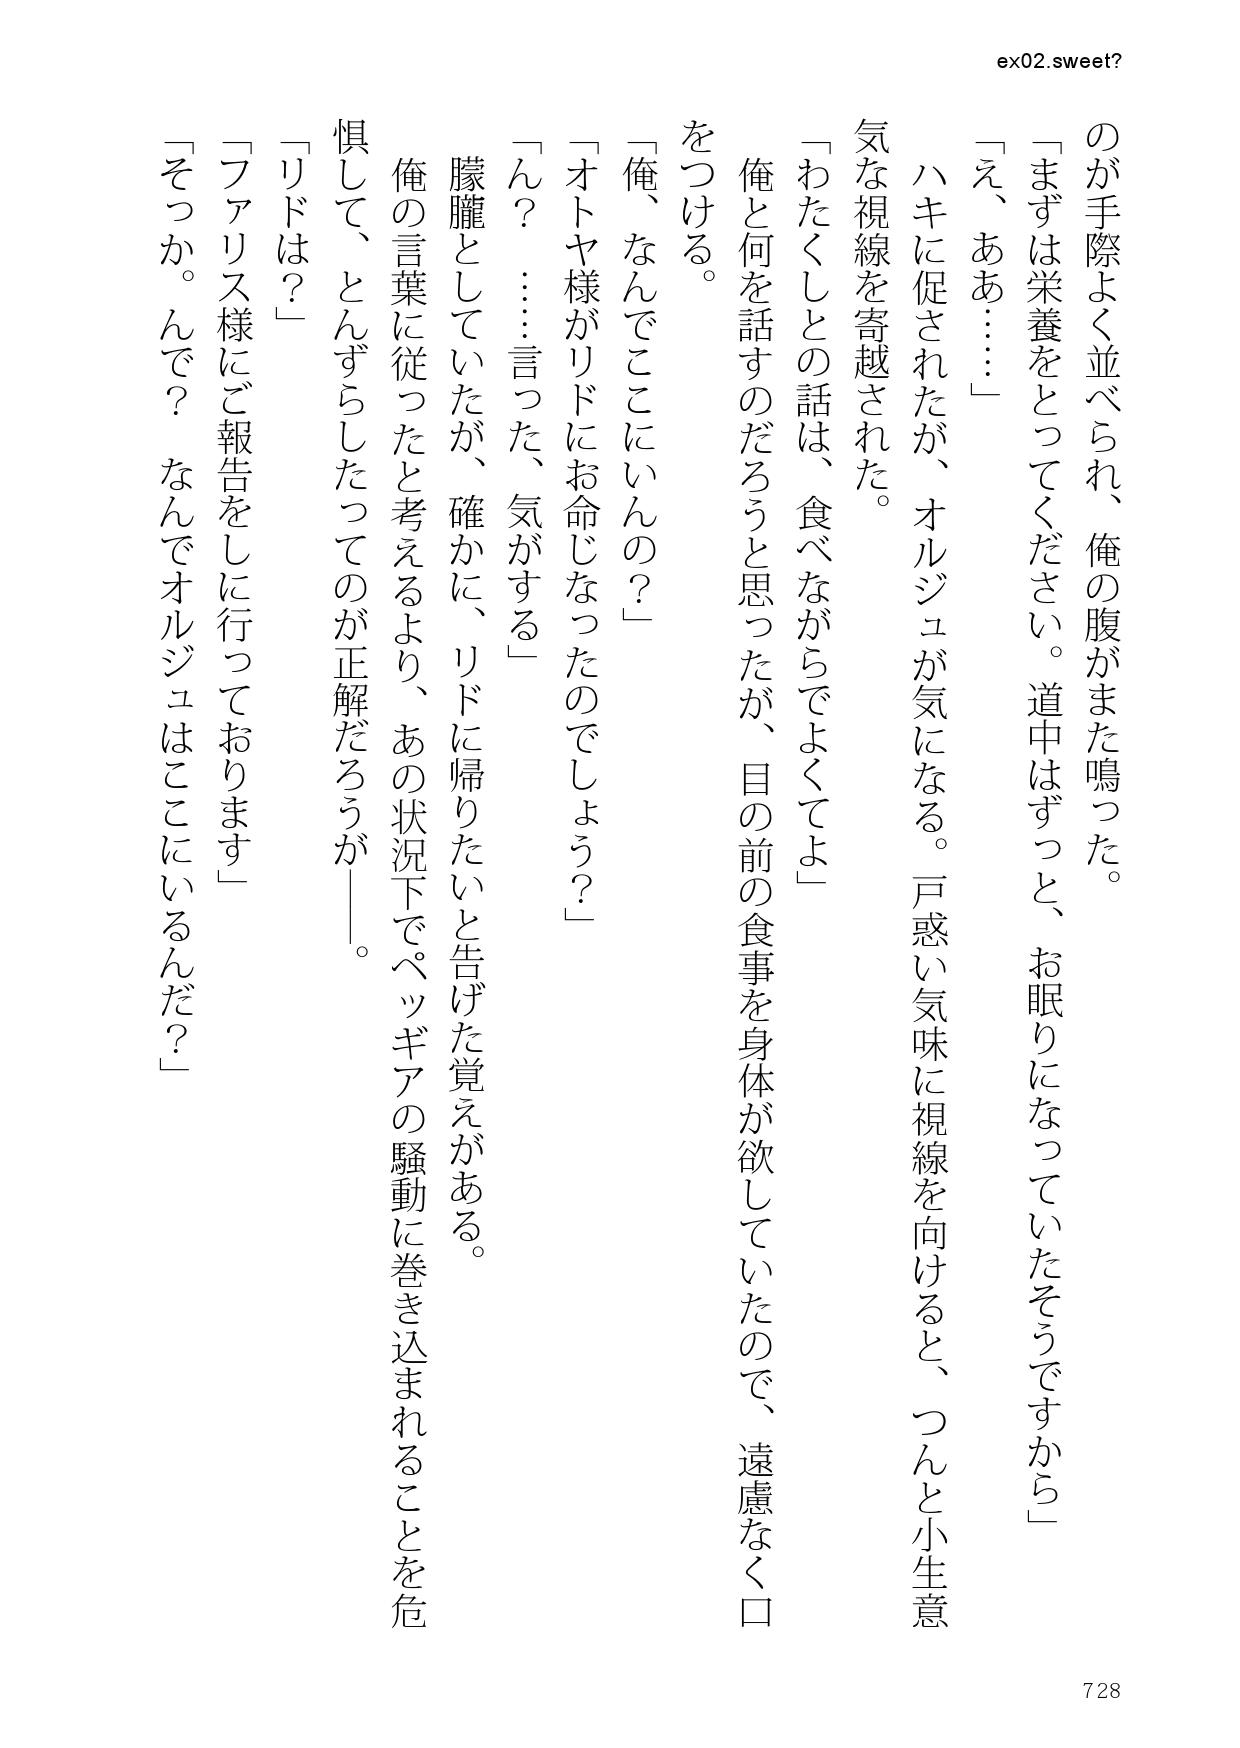 ex02.sweet?
のが手際よく並べられ、俺の腹がまた鳴った。
「まずは栄養をとってください。道中はずっと、お眠りになっていたそうですから」
「え、ああ……」
　ハキに促されたが、オルジュが気になる。戸惑い気味に視線を向けると、つんと小生意
気な視線を寄越された。
「わたくしとの話は、食べながらでよくてよ」
　俺と何を話すのだろうと思ったが、目の前の食事を身体が欲していたので、遠慮なく口
をつける。
「俺、なんでここにいんの？」
「オトヤ様がリドにお命じなったのでしょう？」
「ん？　……言った、気がする」
　朦朧としていたが、確かに、リドに帰りたいと告げた覚えがある。
　俺の言葉に従ったと考えるより、あの状況下でペッギアの騒動に巻き込まれることを危
惧して、とんずらしたってのが正解だろうが――。
「リドは？」
「ファリス様にご報告をしに行っております」
「そっか。んで？　なんでオルジュはここにいるんだ？」
728